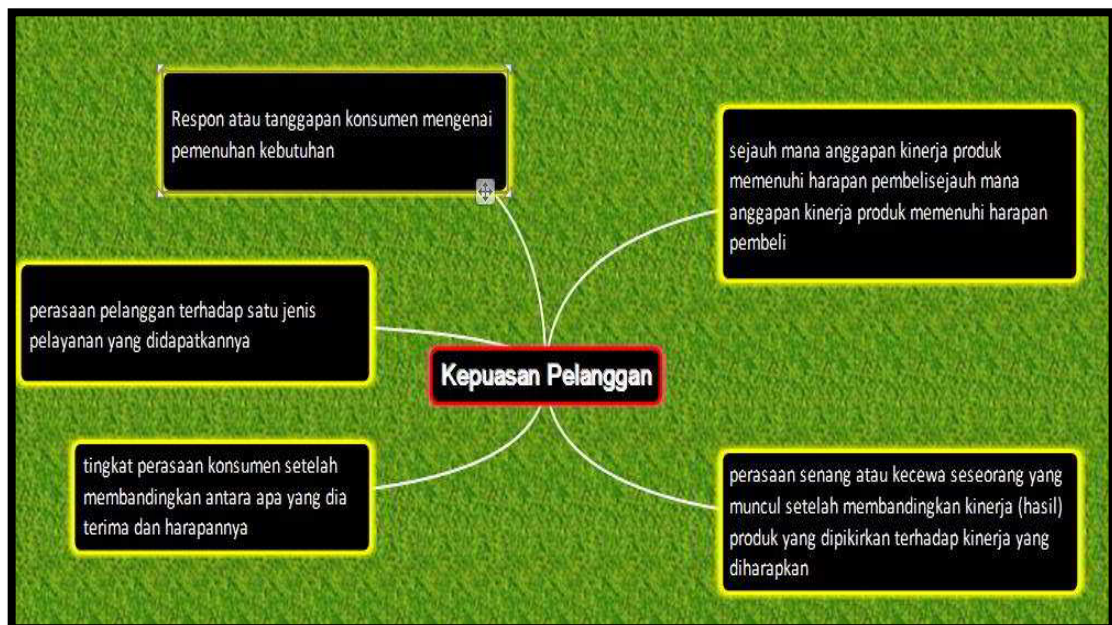 Respon atau tanggapan konsumen mengenai
pemenuhan kebutuhan
sejauh mana anggapan kinerja produk
memenuhi harapan pembelisejauh mana
anggapan kinerja produk memenuhi harapan
pembeli
perasaan pelanggan terhadap satu jenis
pelayanan yang didapatkannya
Kepuasan Pelanggan
tingkat perasaan konsumen setelah
membandingkan antara apa yang dia
terima dan harapannya
perasaan senang atau kecewa seseorang yang
muncul setelah membandingkan kinerja (hasil)
produk yang dipikirkan terhadap kinerja yang
diharapkan